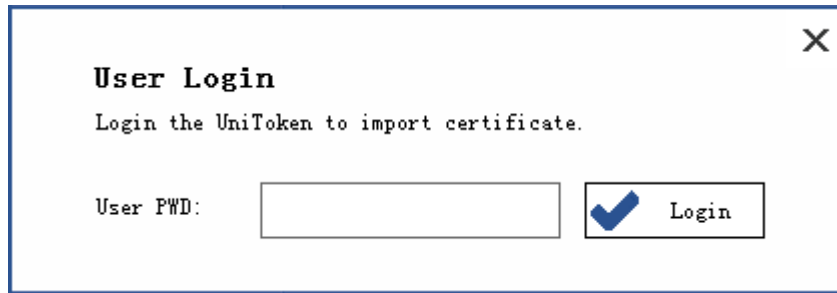 User Login
Login the UniToken to import certificate.
User PWD:
Login